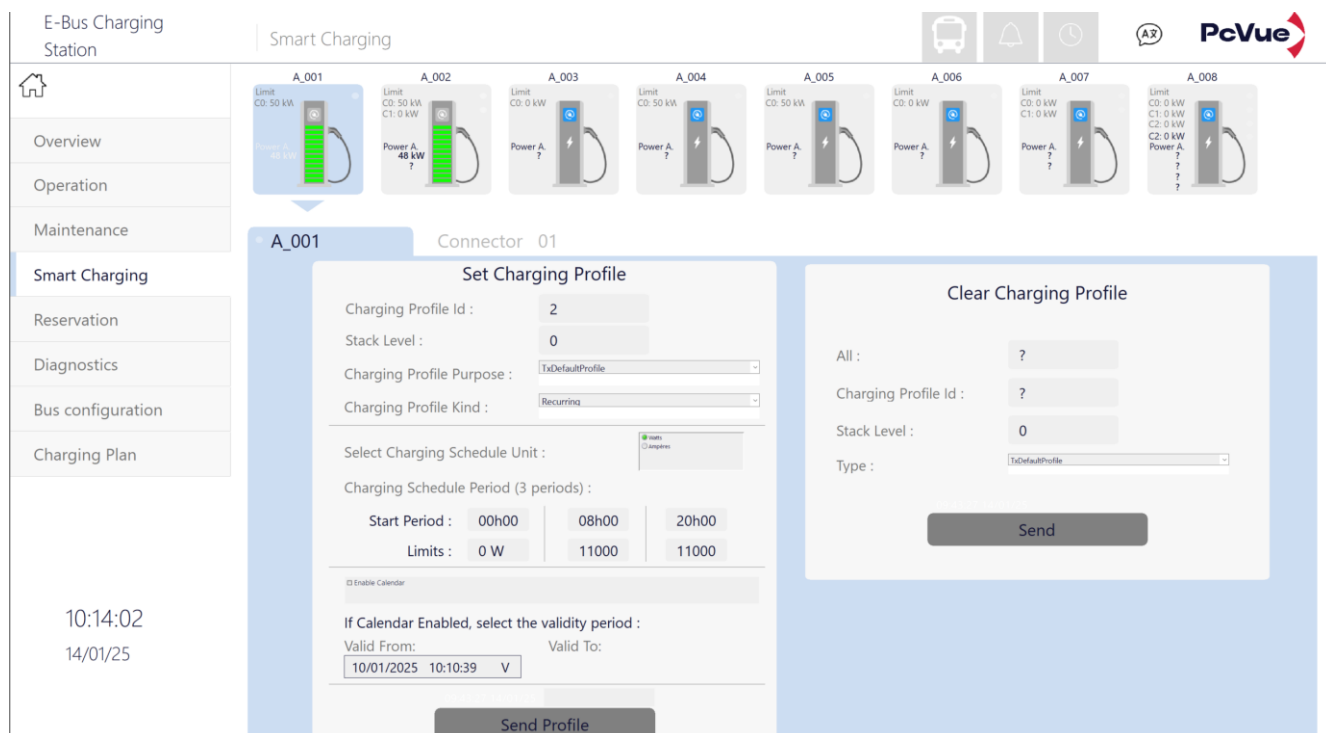 E-Bus Charging
Station
Smart Charging
PcVue
Overview
Operation
Maintenance
Smart Charging
Reservation
Diagnostics
Bus configuration
Charging Plan
10:14:02
14/01/25
A_001
Limit
C0: 50 kW
Power A.
48 kW
A_002
Limit
C0: 50 kW
C1: 0 kW
Power A.
48 kW
?
A_003
Limit
C0: 0 kW
Power A.
?
A_004
Limit
C0: 50 kW
Power A.
?
A_005
Limit
C0: 50 kW
Power A.
?
A_006
Limit
C0: 0 kW
Power A.
?
A_007
Limit
C0: 0 kW
C1: 0 kW
Power A.
?
?
A_008
Limit
C0: 0 kW
C1: 0 kW
C2: 0 kW
C2: 0 kW
Power A.
?
?
?
?
A_001
Connector 01
Set Charging Profile
Charging Profile Id : 2
Stack Level : 0
Charging Profile Purpose : TxDefaultProfile
Charging Profile Kind : Recurring
Select Charging Schedule Unit :
Watts
Ampères
Charging Schedule Period (3 periods) :
Start Period : 00h00 08h00 20h00
Limits : 0 W 11000 11000
Enable Calendar
If Calendar Enabled, select the validity period :
Valid From: Valid To:
10/01/2025 10:10:39 V
Send Profile
Clear Charging Profile
All : ?
Charging Profile Id : ?
Stack Level : 0
Type : TxDefaultProfile
Send